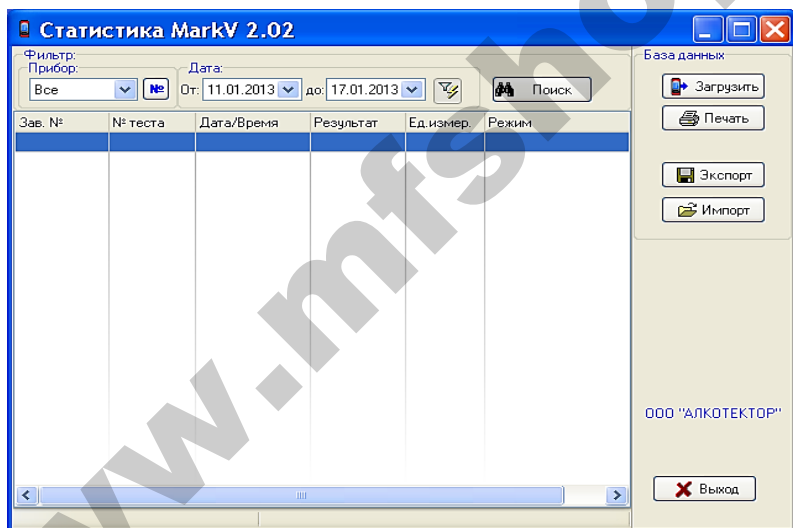 Статистика MarkV 2.02
Фильтр:
Прибор:
Дата:
Все
№
От: 11.01.2013 до: 17.01.2013
Поиск
Зав. № № теста Дата/Время Результат Ед.измер. Режим
База данных
Загрузить
Печать
Экспорт
Импорт
ООО "АЛКОТЕКТОР"
Выход
www.mfsho